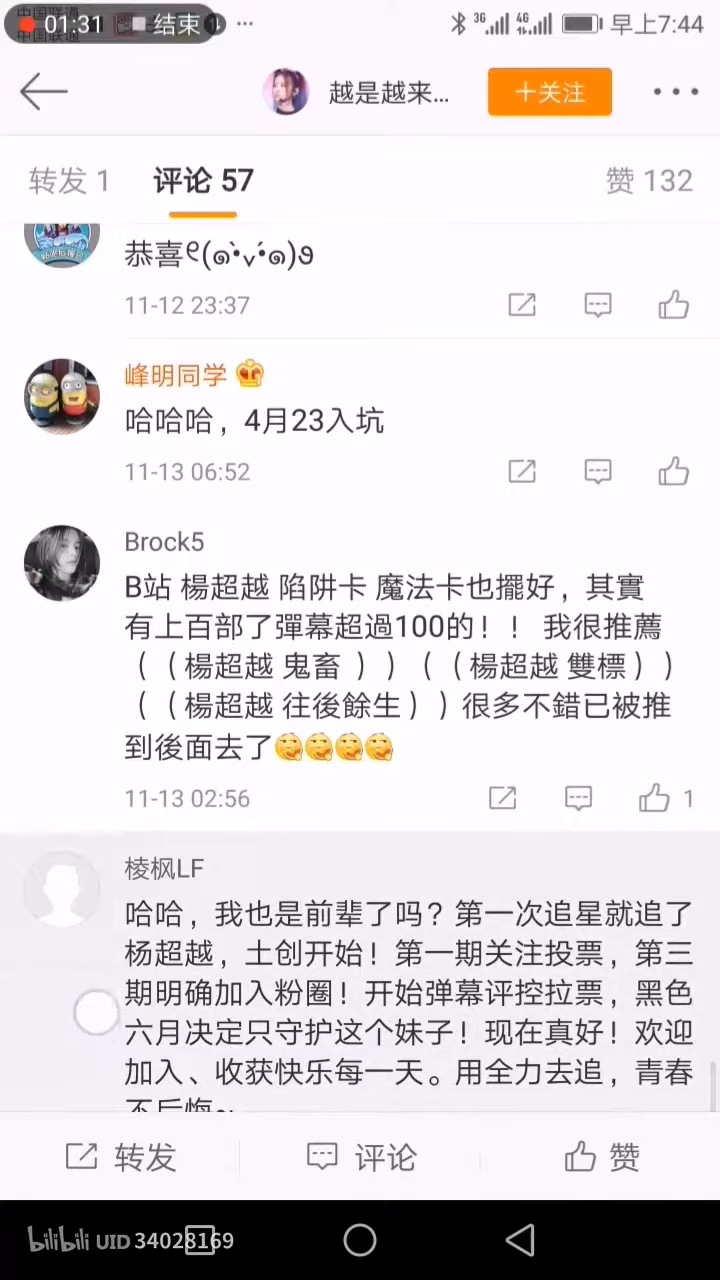 01:31 结束
3G 4G 早上7:44
越是越来... 十关注
转发 1 评论 57 赞 132
恭喜୧(๑•̀⌄•́๑)૭
11-12 23:37
峰明同学
哈哈哈，4月23入坑
11-13 06:52
Brock5
B站 楊超越 陷阱卡 魔法卡也擺好，其實
有上百部了彈幕超過100的！！ 我很推薦
（（楊超越 鬼畜 ））（（楊超越 雙標））
（（楊超越 往後餘生））很多不錯已被推
到後面去了
11-13 02:56 1
棱枫LF
哈哈，我也是前辈了吗？第一次追星就追了
杨超越，土创开始！第一期关注投票，第三
期明确加入粉圈！开始弹幕评控拉票，黑色
六月决定只守护这个妹子！现在真好！欢迎
加入、收获快乐每一天。用全力去追，青春
不后悔~
转发 评论 赞
bilibili UID 34028169